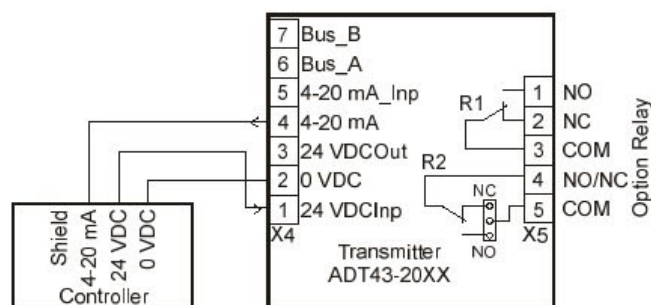 7 Bus_B
6 Bus_A
5 4-20 mA_Inp
4 4-20 mA
3 24 VDCOut
2 0 VDC
1 24 VDCInp
X4
R1
R2
NC
NO
1 NO
2 NC
3 COM
4 NO/NC
5 COM
X5
Option Relay
Transmitter
ADT43-20XX
Shield
4-20 mA
24 VDC
0 VDC
Controller